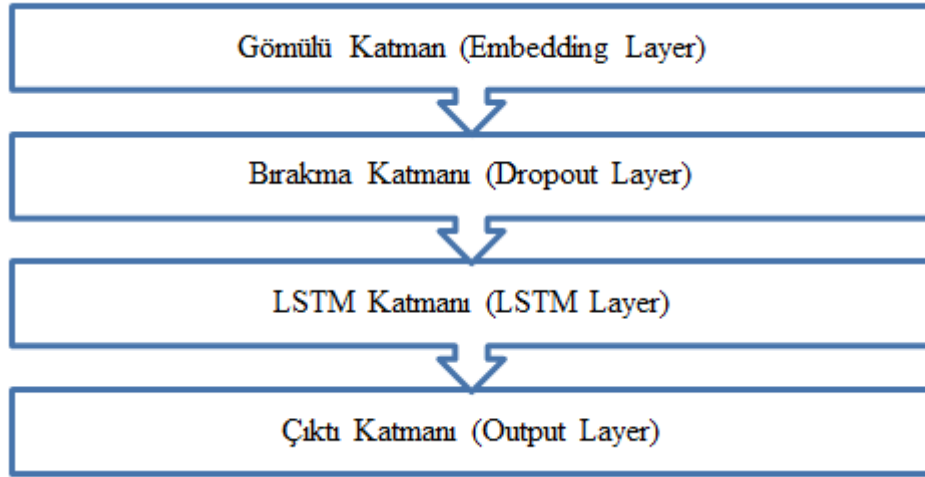 Gömülü Katman (Embedding Layer)
Bırakma Katmanı (Dropout Layer)
LSTM Katmanı (LSTM Layer)
Çıktı Katmanı (Output Layer)